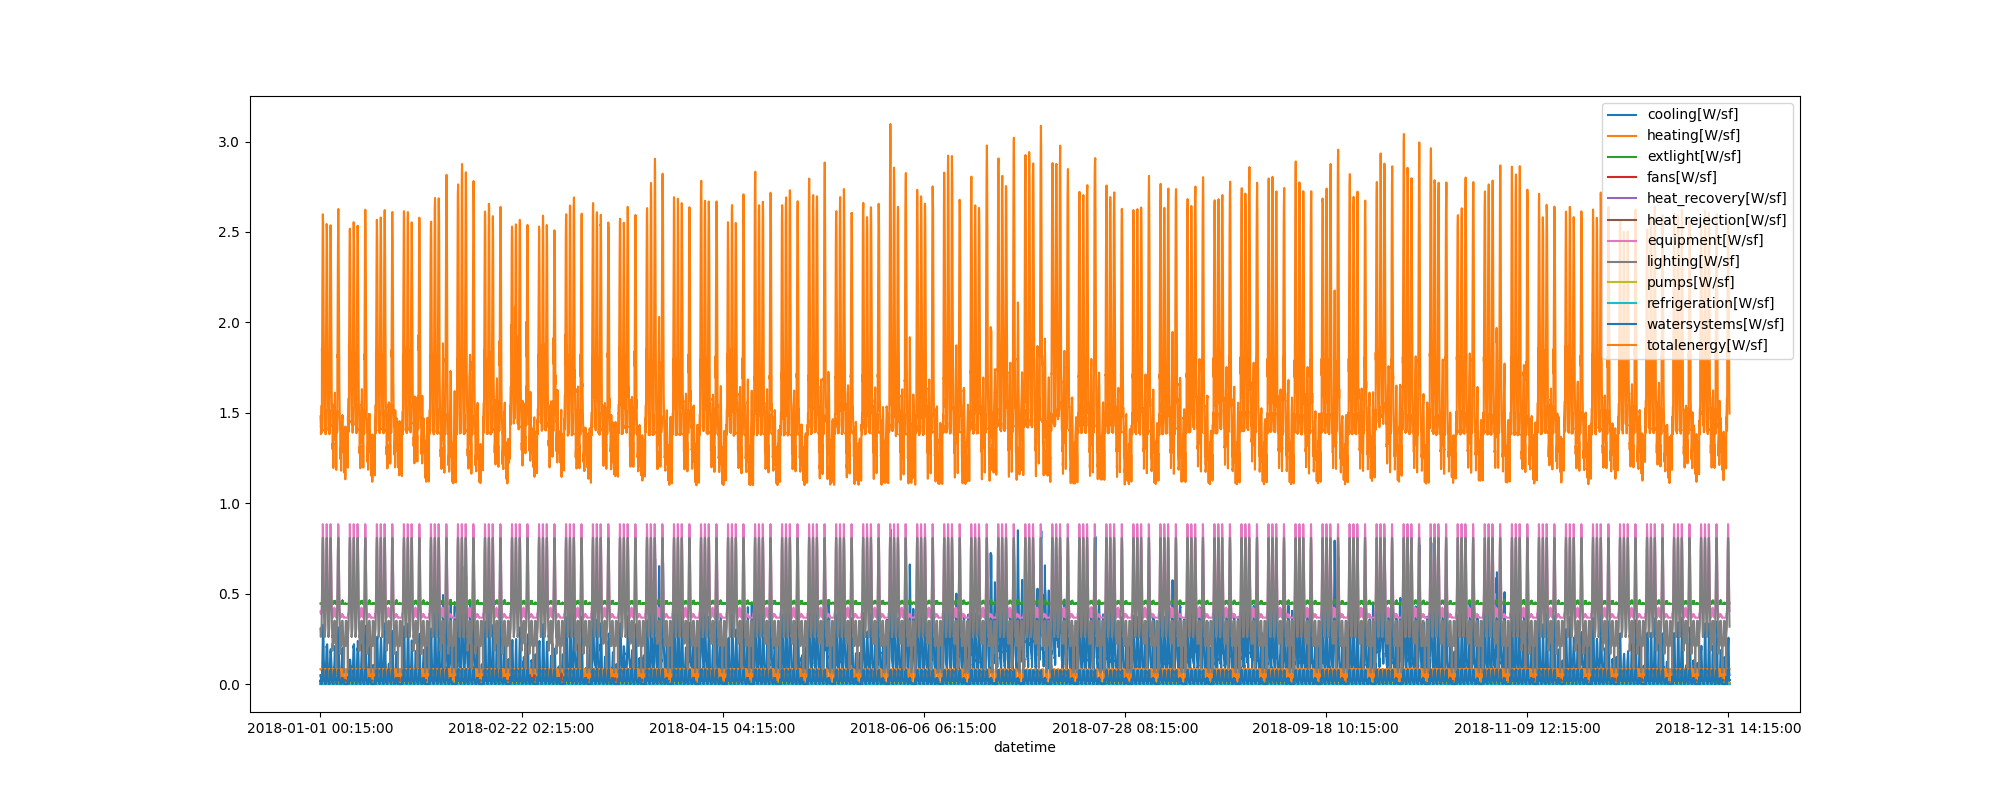 3.0
2.5
2.0
1.5
1.0
0.5
0.0
cooling[W/sf]
heating[W/sf]
extlight[W/sf]
fans[W/sf]
heat_recovery[W/sf]
heat_rejection[W/sf]
equipment[W/sf]
lighting[W/sf]
pumps[W/sf]
refrigeration[W/sf]
watersystems[W/sf]
totalenergy[W/sf]
2018-01-01 00:15:00 2018-02-22 02:15:00 2018-04-15 04:15:00 2018-06-06 06:15:00 2018-07-28 08:15:00 2018-09-18 10:15:00 2018-11-09 12:15:00 2018-12-31 14:15:00
datetime